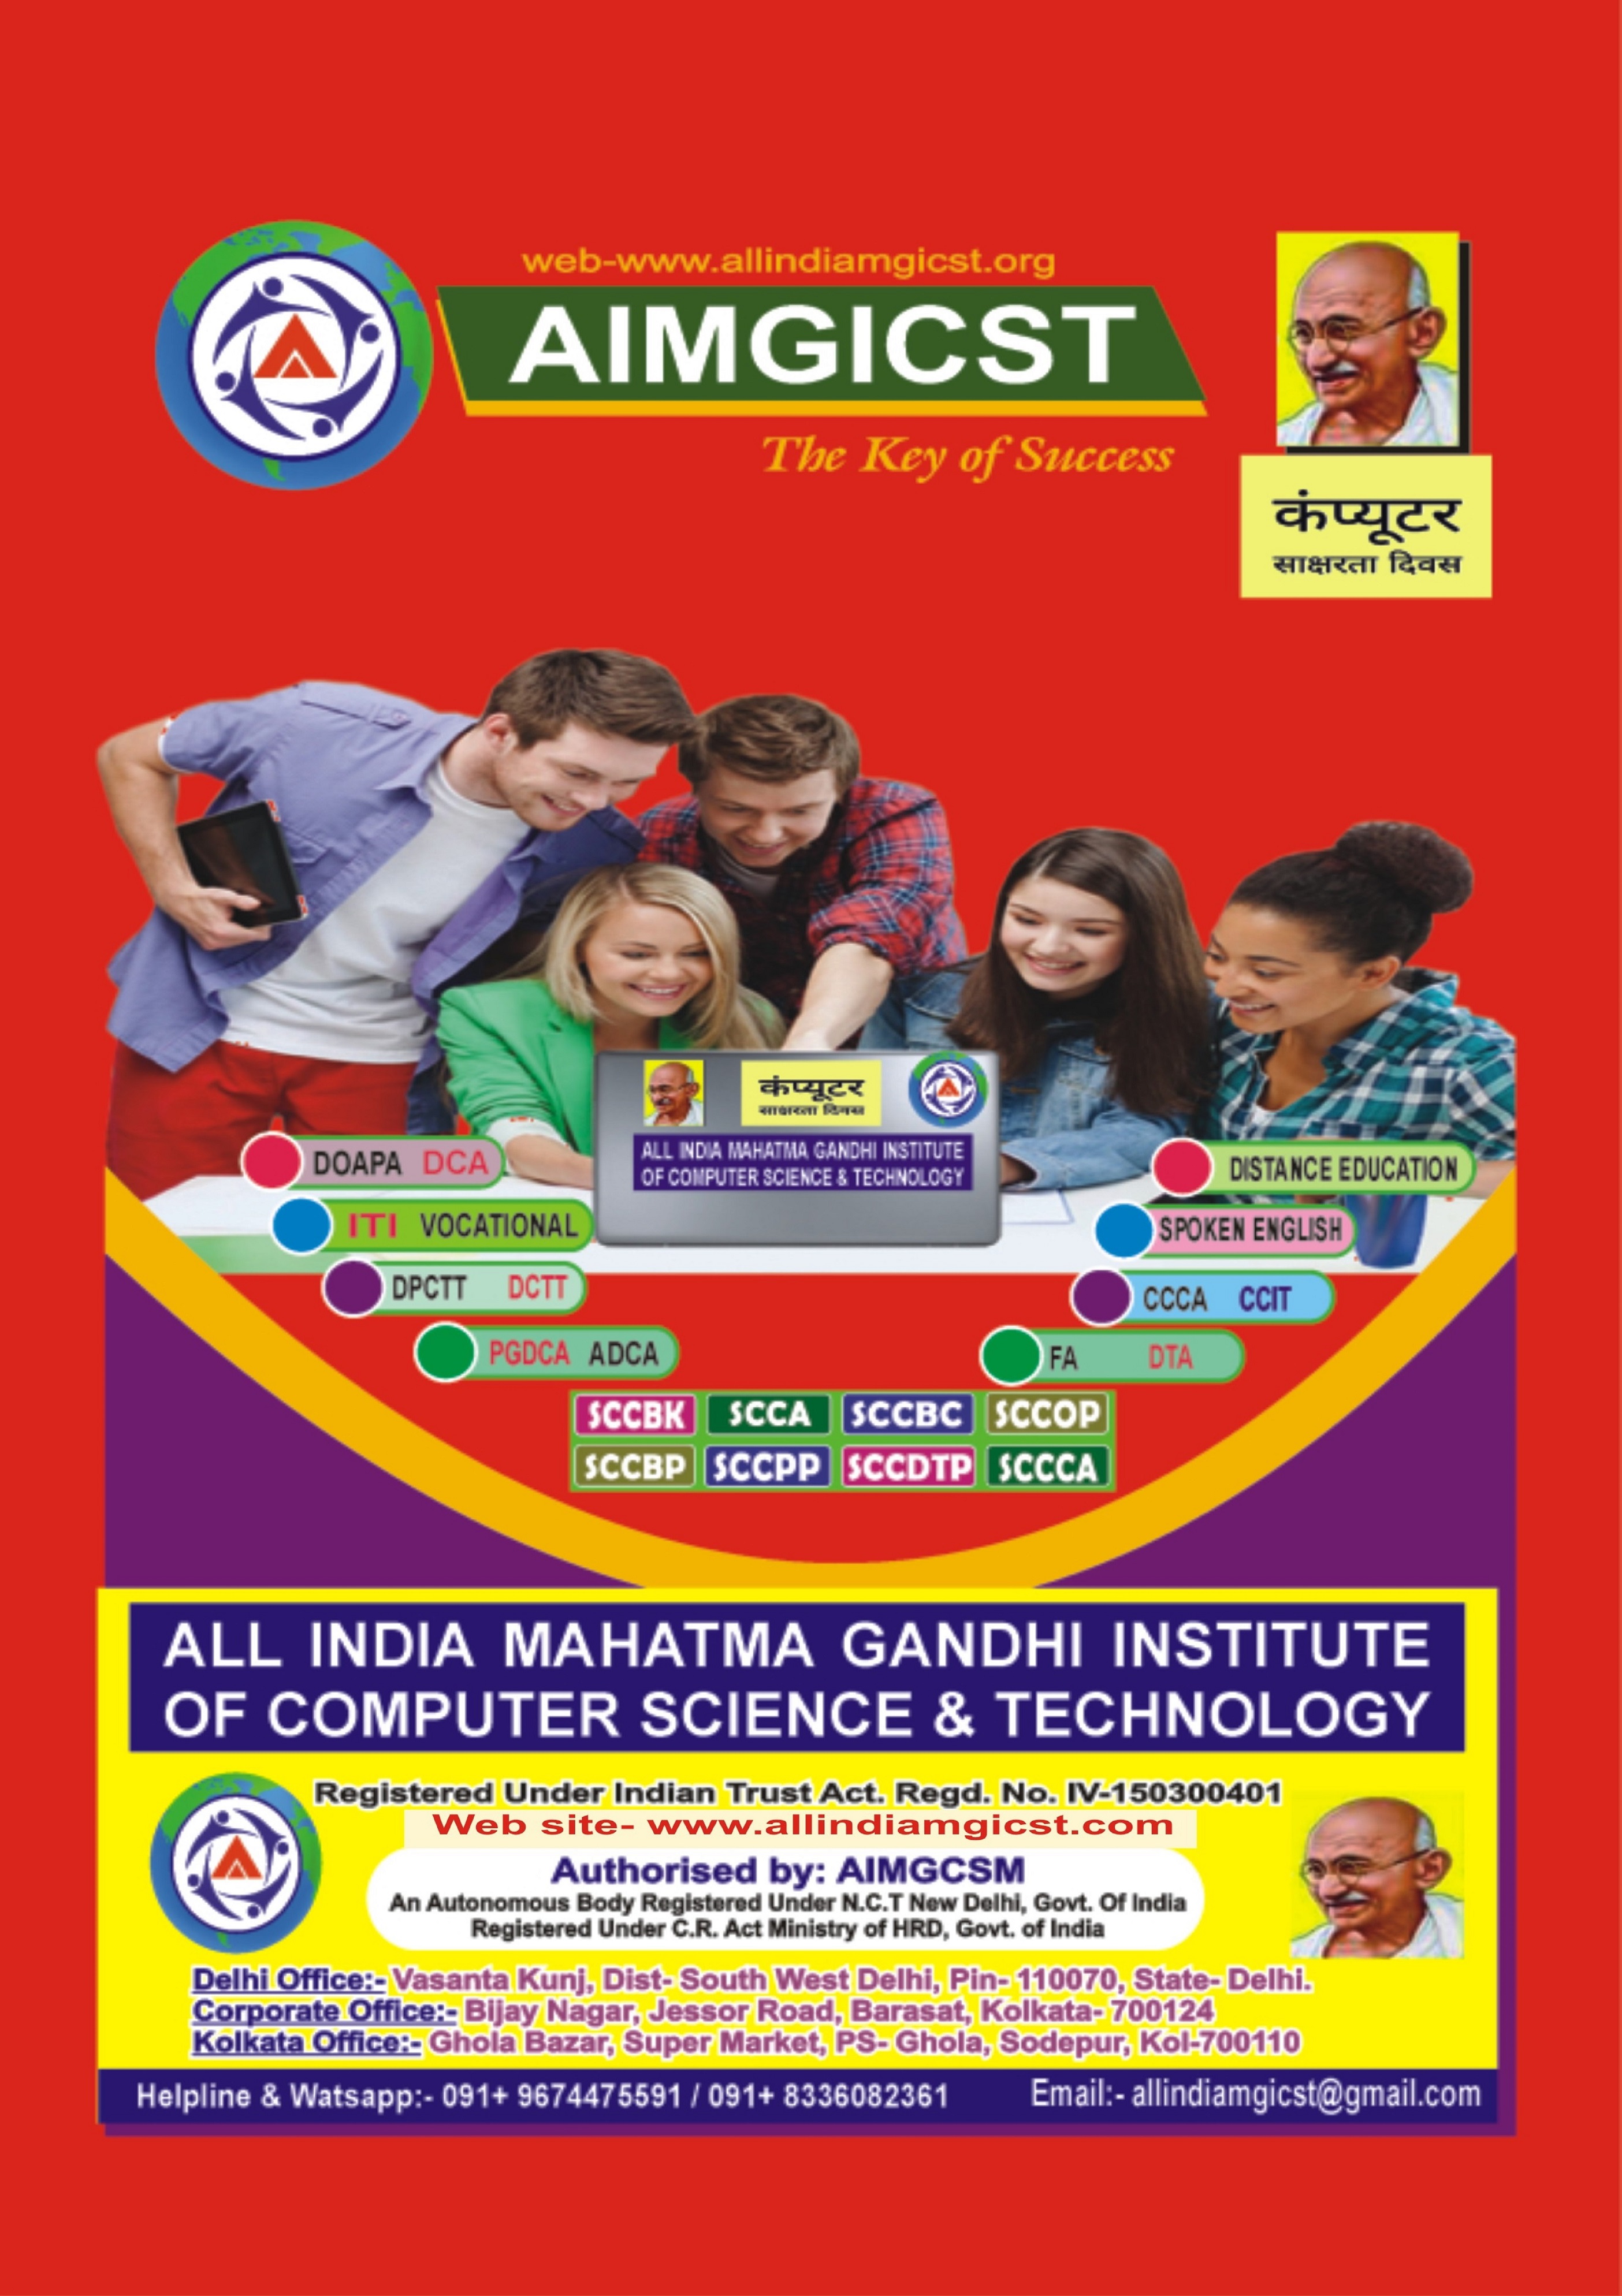 web-www.allindiamgicst.org
AIMGICST
The Key of Success
कंप्यूटर
साक्षरता दिवस
कंप्यूटर
साक्षरता दिवस
ALL INDIA MAHATMA GANDHI INSTITUTE
OF COMPUTER SCIENCE & TECHNOLOGY
DOAPA DCA
ITI VOCATIONAL
DPCTT DCTT
PGDCA ADCA
DISTANCE EDUCATION
SPOKEN ENGLISH
CCCA CCIT
FA DTA
SCCBK SCCA SCCBC SCCOP
SCCBP SCCPP SCCDTP SCCCA
ALL INDIA MAHATMA GANDHI INSTITUTE
OF COMPUTER SCIENCE & TECHNOLOGY
Registered Under Indian Trust Act. Regd. No. IV-150300401
Web site- www.allindiamgicst.com
Authorised by: AIMGCSM
An Autonomous Body Registered Under N.C.T New Delhi, Govt. Of India
Registered Under C.R. Act Ministry of HRD, Govt. of India
Delhi Office:- Vasanta Kunj, Dist- South West Delhi, Pin- 110070, State- Delhi.
Corporate Office:- Bijay Nagar, Jessor Road, Barasat, Kolkata- 700124
Kolkata Office:- Ghola Bazar, Super Market, PS- Ghola, Sodepur, Kol-700110
Helpline & Watsapp:- 091+ 9674475591 / 091+ 8336082361 Email:- allindiamgicst@gmail.com